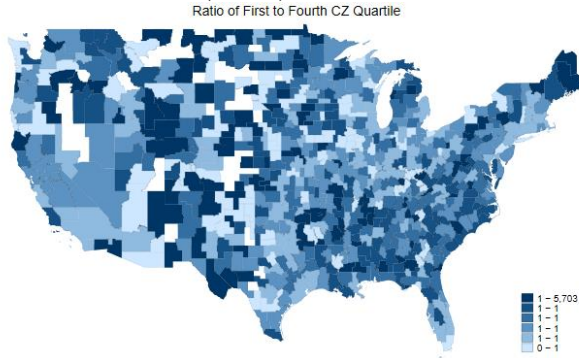 Ratio of First to Fourth CZ Quartile
1 – 5,703
1 – 1
1 – 1
1 – 1
1 – 1
0 – 1